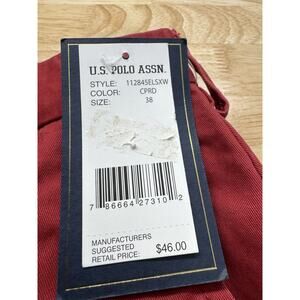 U.S. POLO ASSN.
STYLE: 112845ELSXW
COLOR: CPRD
SIZE: 38
7 86664 27310 2
MANUFACTURERS
SUGGESTED
RETAIL PRICE: $46.00